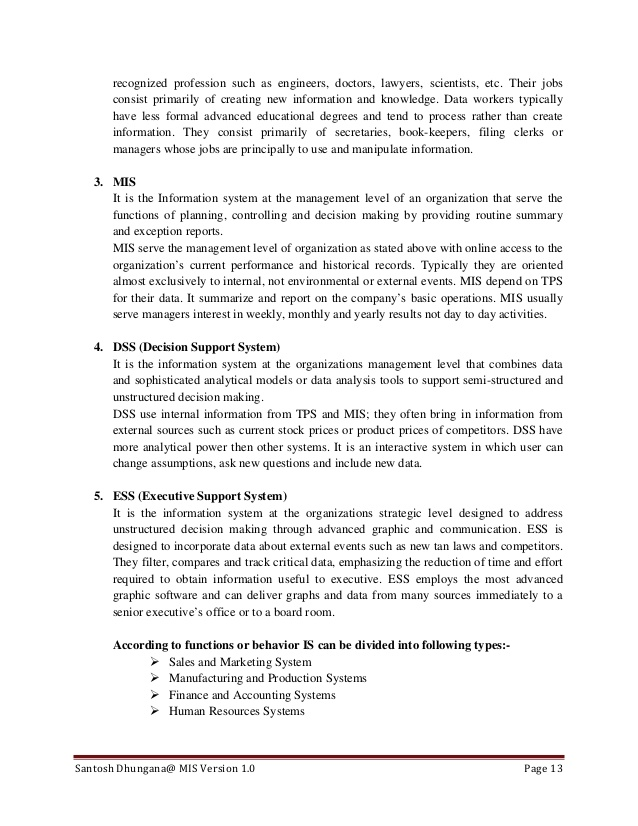 recognized profession such as engineers, doctors, lawyers, scientists, etc. Their jobs
consist primarily of creating new information and knowledge. Data workers typically
have less formal advanced educational degrees and tend to process rather than create
information. They consist primarily of secretaries, book-keepers, filing clerks or
managers whose jobs are principally to use and manipulate information.
3. MIS
It is the Information system at the management level of an organization that serve the
functions of planning, controlling and decision making by providing routine summary
and exception reports.
MIS serve the management level of organization as stated above with online access to the
organization's current performance and historical records. Typically they are oriented
almost exclusively to internal, not environmental or external events. MIS depend on TPS
for their data. It summarize and report on the company's basic operations. MIS usually
serve managers interest in weekly, monthly and yearly results not day to day activities.
4. DSS (Decision Support System)
It is the information system at the organizations management level that combines data
and sophisticated analytical models or data analysis tools to support semi-structured and
unstructured decision making.
DSS use internal information from TPS and MIS; they often bring in information from
external sources such as current stock prices or product prices of competitors. DSS have
more analytical power then other systems. It is an interactive system in which user can
change assumptions, ask new questions and include new data.
5. ESS (Executive Support System)
It is the information system at the organizations strategic level designed to address
unstructured decision making through advanced graphic and communication. ESS is
designed to incorporate data about external events such as new tan laws and competitors.
They filter, compares and track critical data, emphasizing the reduction of time and effort
required to obtain information useful to executive. ESS employs the most advanced
graphic software and can deliver graphs and data from many sources immediately to a
senior executive's office or to a board room.
According to functions or behavior IS can be divided into following types:-
➢ Sales and Marketing System
➢ Manufacturing and Production Systems
➢ Finance and Accounting Systems
➢ Human Resources Systems
Santosh Dhungana@ MIS Version 1.0 Page 13